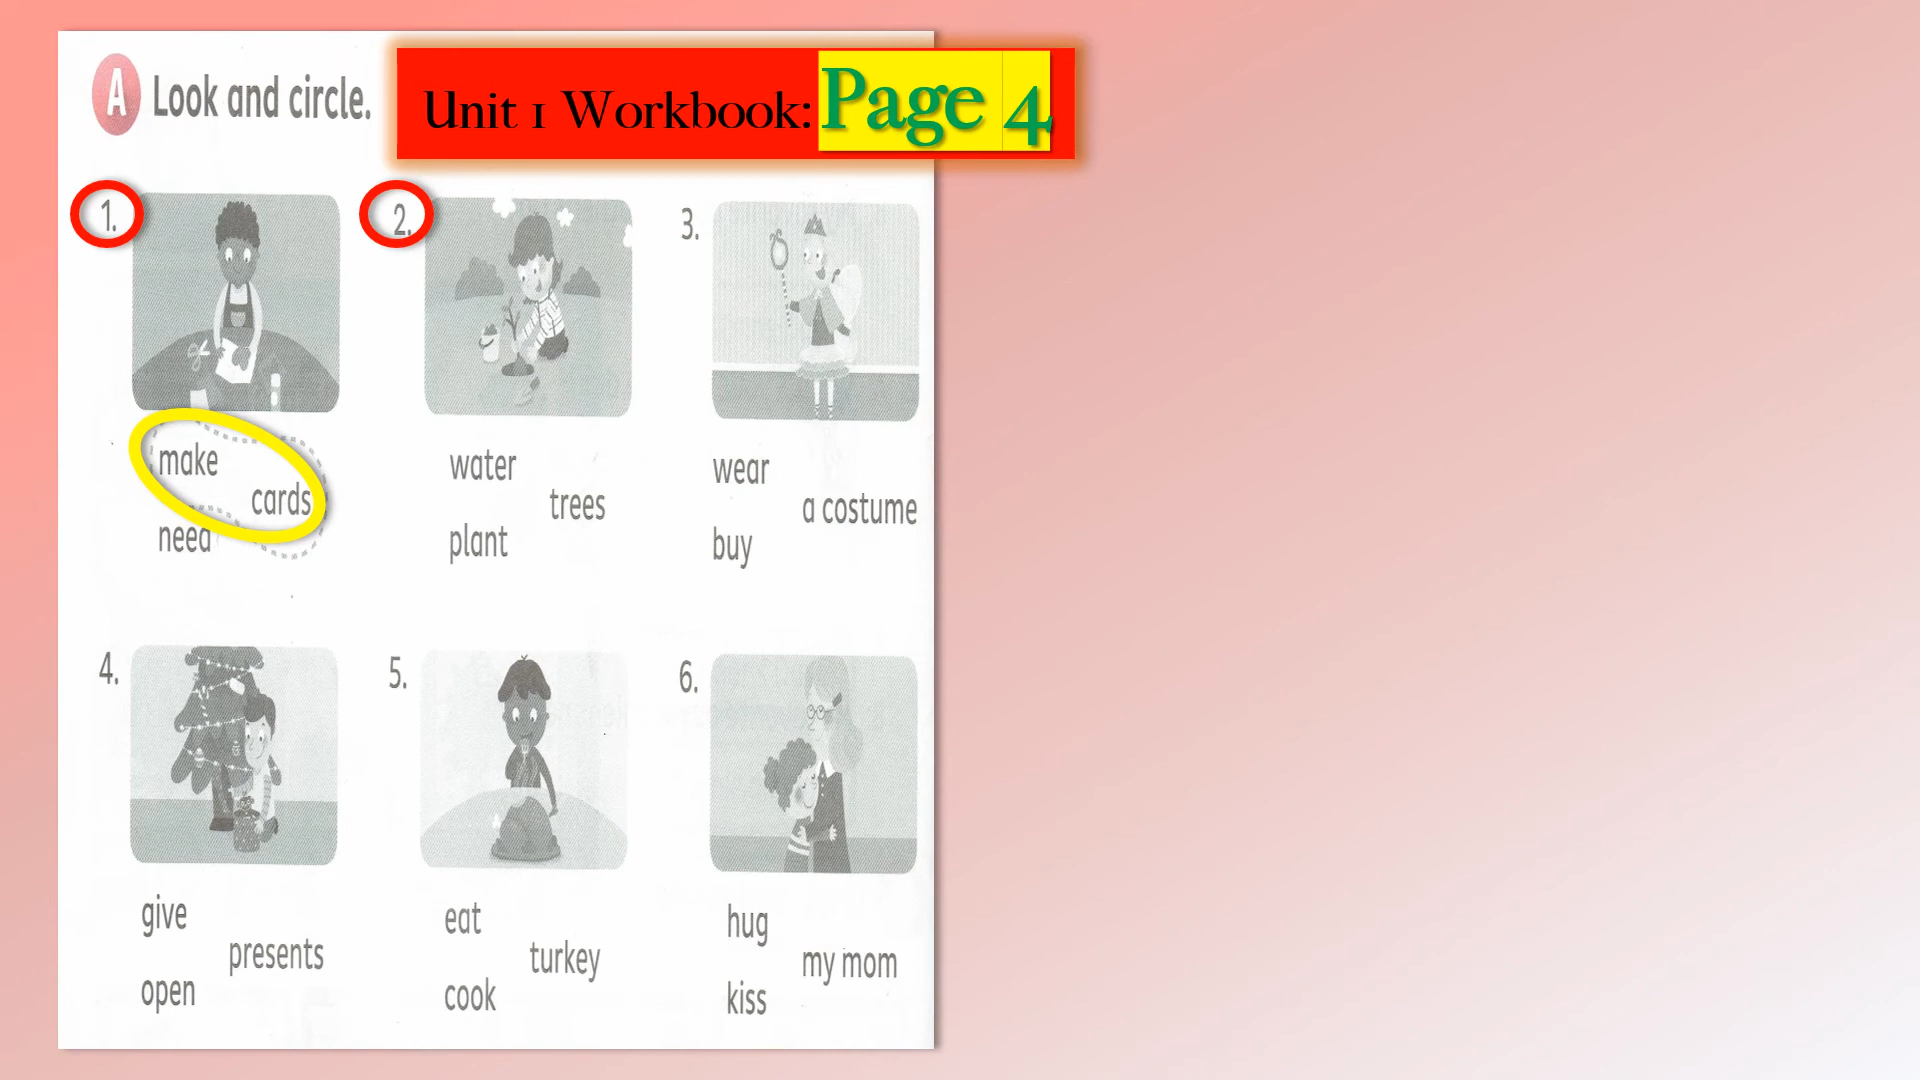 A Look and circle.
Unit 1 Workbook: Page 4
1.
2.
3.
make
cards
need
water
trees
plant
wear
a costume
buy
4.
5.
6.
give
presents
open
eat
turkey
cook
hug
my mom
kiss